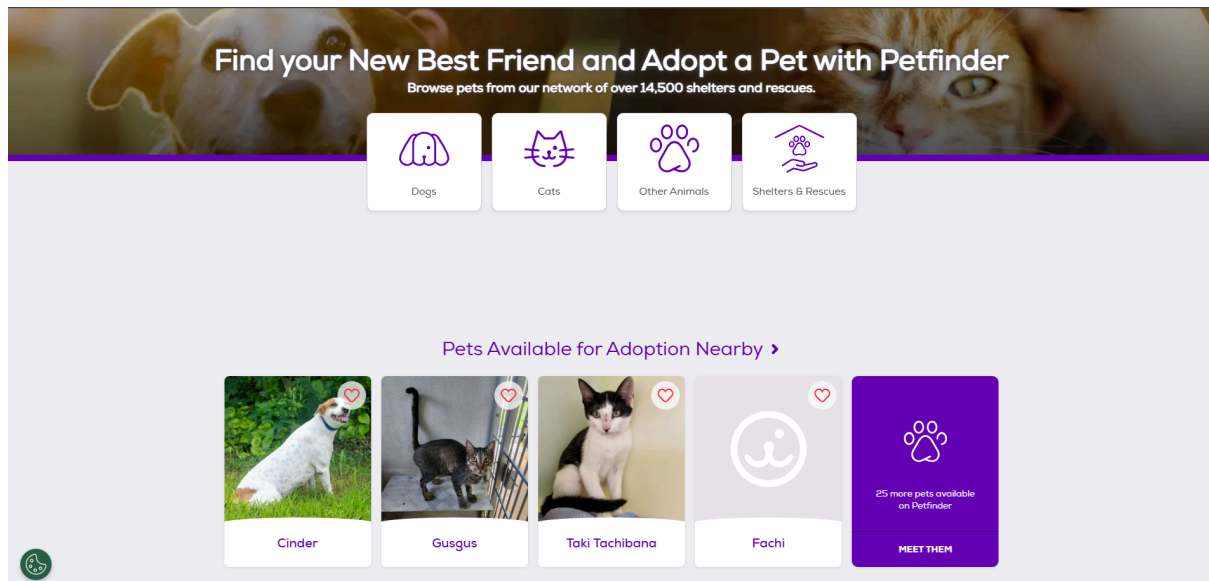 Find your New Best Friend and Adopt a Pet with Petfinder
Browse pets from our network of over 14,500 shelters and rescues.
Dogs
Cats
Other Animals
Shelters & Rescues
Pets Available for Adoption Nearby
Cinder
Gusgus
Taki Tachibana
Fachi
25 more pets available
on Petfinder
MEET THEM